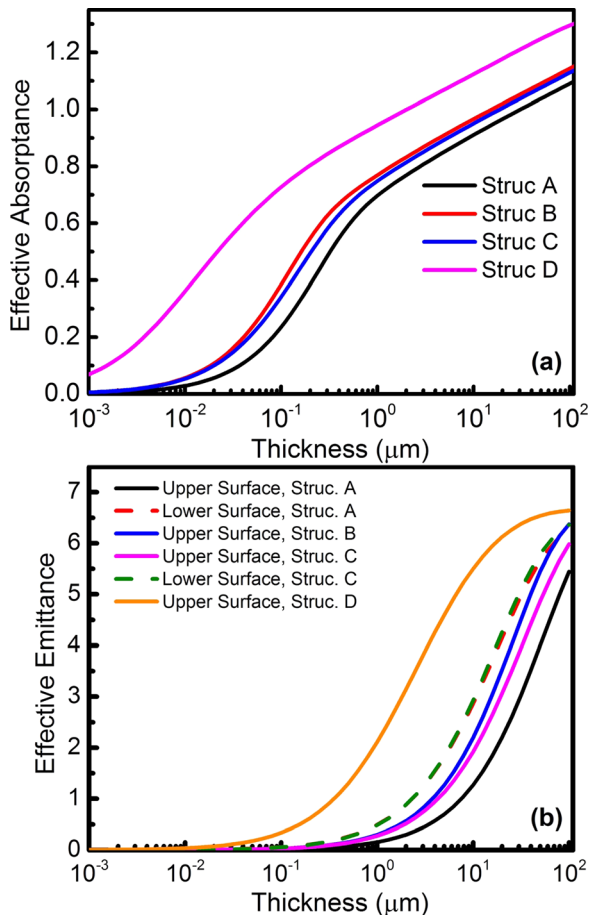 Effective Absorptance
1.2
1.0
0.8
0.6
0.4
0.2
0.0
Struc A
Struc B
Struc C
Struc D
(a)
10⁻³ 10⁻² 10⁻¹ 10⁰ 10¹ 10²
Thickness (μm)
Effective Emittance
7
6
5
4
3
2
1
0
Upper Surface, Struc. A
Lower Surface, Struc. A
Upper Surface, Struc. B
Upper Surface, Struc. C
Lower Surface, Struc. C
Upper Surface, Struc. D
(b)
10⁻³ 10⁻² 10⁻¹ 10⁰ 10¹ 10²
Thickness (μm)